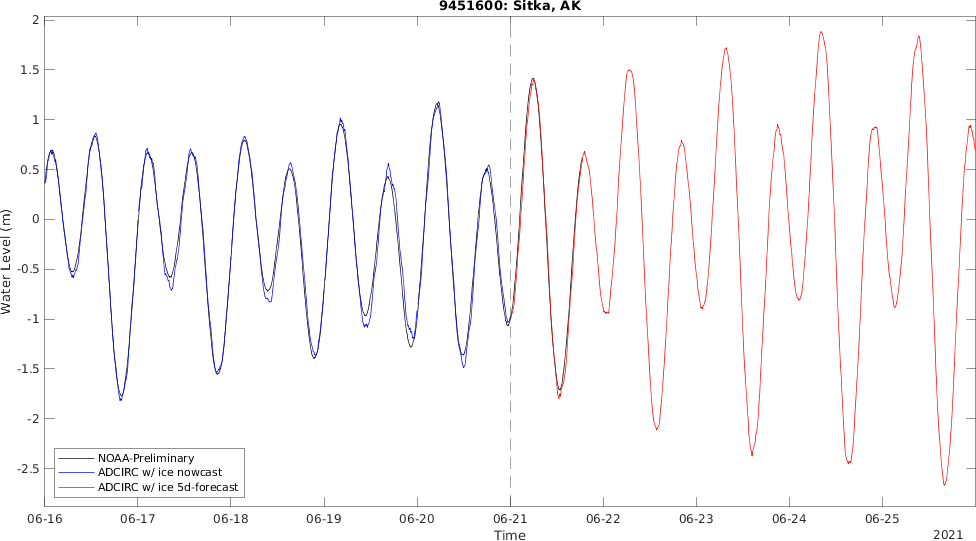 9451600: Sitka, AK
2
1.5
1
0.5
0
-0.5
-1
-1.5
-2
-2.5
Water Level (m)
NOAA-Preliminary
ADCIRC w/ ice nowcast
ADCIRC w/ ice 5d-forecast
06-16 06-17 06-18 06-19 06-20 06-21 06-22 06-23 06-24 06-25
Time
2021